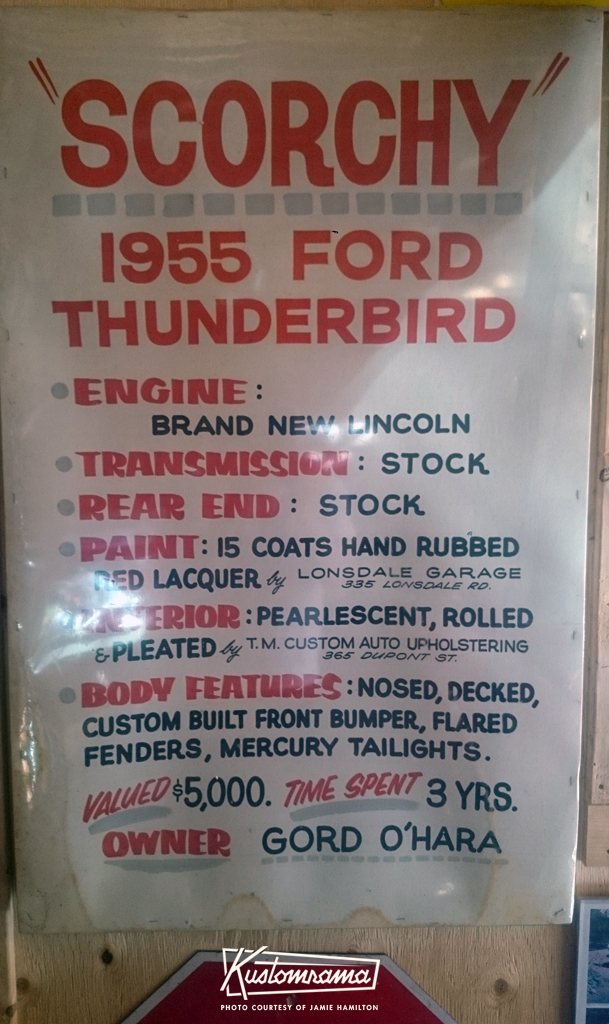 "SCORCHY"
1955 FORD
THUNDERBIRD
ENGINE:
BRAND NEW LINCOLN
TRANSMISSION: STOCK
REAR END: STOCK
PAINT: 15 COATS HAND RUBBED
RED LACQUER by LONSDALE GARAGE
335 LONSDALE RD.
INTERIOR: PEARLESCENT, ROLLED
& PLEATED by T.M. CUSTOM AUTO UPHOLSTERING
365 DUPONT ST.
BODY FEATURES: NOSED, DECKED,
CUSTOM BUILT FRONT BUMPER, FLARED
FENDERS, MERCURY TAILIGHTS.
VALUED $5,000. TIME SPENT 3 YRS.
OWNER GORD O'HARA
Kustomrama
PHOTO COURTESY OF JAMIE HAMILTON